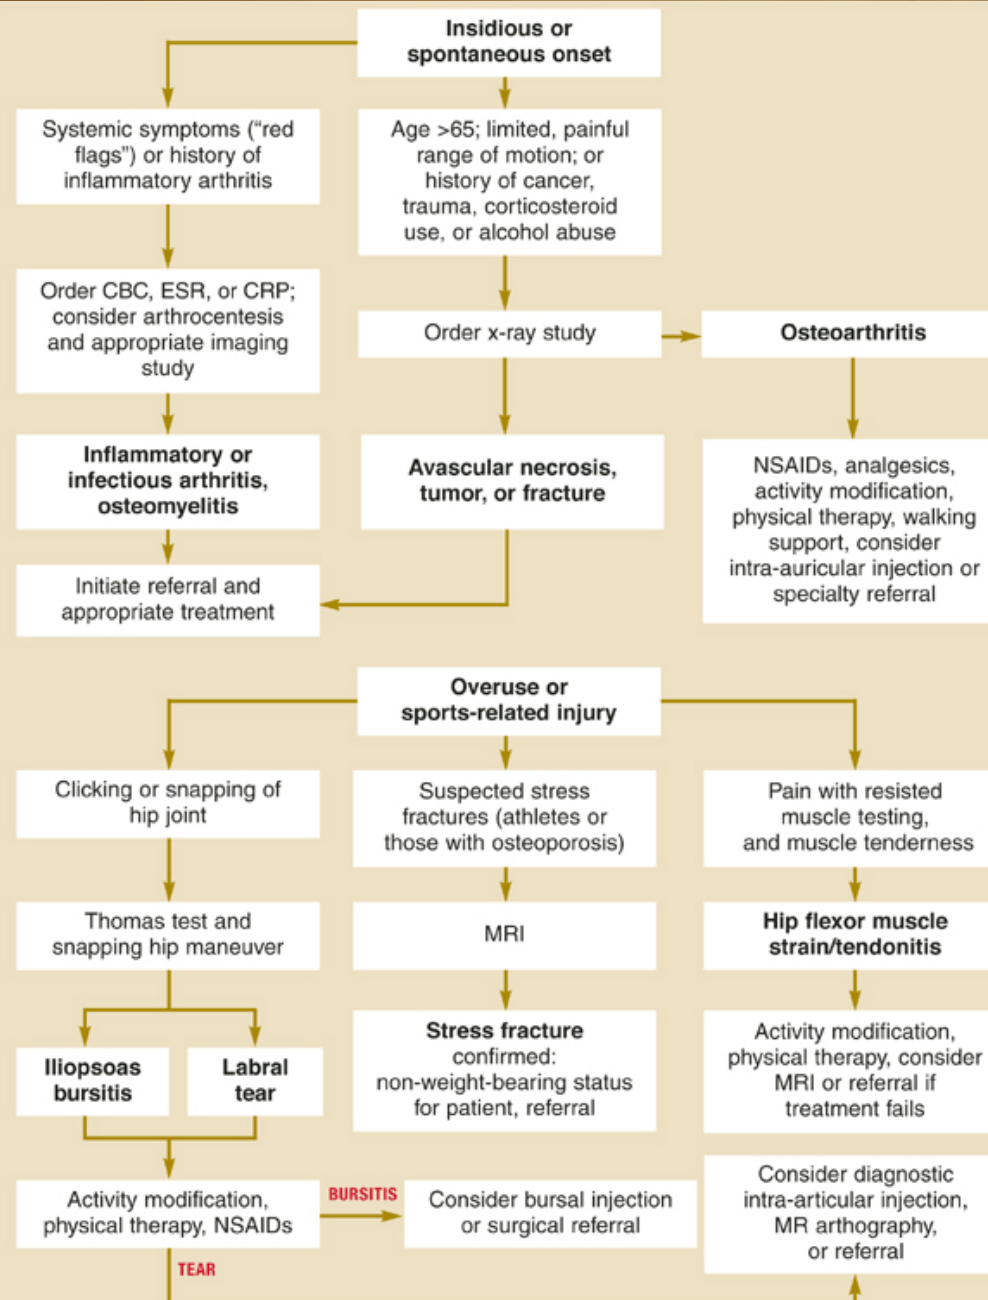 Insidious or
spontaneous onset
Systemic symptoms (“red
flags”) or history of
inflammatory arthritis
Age >65; limited, painful
range of motion; or
history of cancer,
trauma, corticosteroid
use, or alcohol abuse
Order CBC, ESR, or CRP;
consider arthrocentesis
and appropriate imaging
study
Order x-ray study
Osteoarthritis
Inflammatory or
infectious arthritis,
osteomyelitis
Avascular necrosis,
tumor, or fracture
NSAIDs, analgesics,
activity modification,
physical therapy, walking
support, consider
intra-auricular injection or
specialty referral
Initiate referral and
appropriate treatment
Overuse or
sports-related injury
Clicking or snapping of
hip joint
Suspected stress
fractures (athletes or
those with osteoporosis)
Pain with resisted
muscle testing,
and muscle tenderness
Thomas test and
snapping hip maneuver
MRI
Hip flexor muscle
strain/tendonitis
Iliopsoas
bursitis
Labral
tear
Stress fracture
confirmed:
non-weight-bearing status
for patient, referral
Activity modification,
physical therapy, consider
MRI or referral if
treatment fails
Activity modification,
physical therapy, NSAIDs
BURSITIS
Consider bursal injection
or surgical referral
Consider diagnostic
intra-articular injection,
MR arthography,
or referral
TEAR